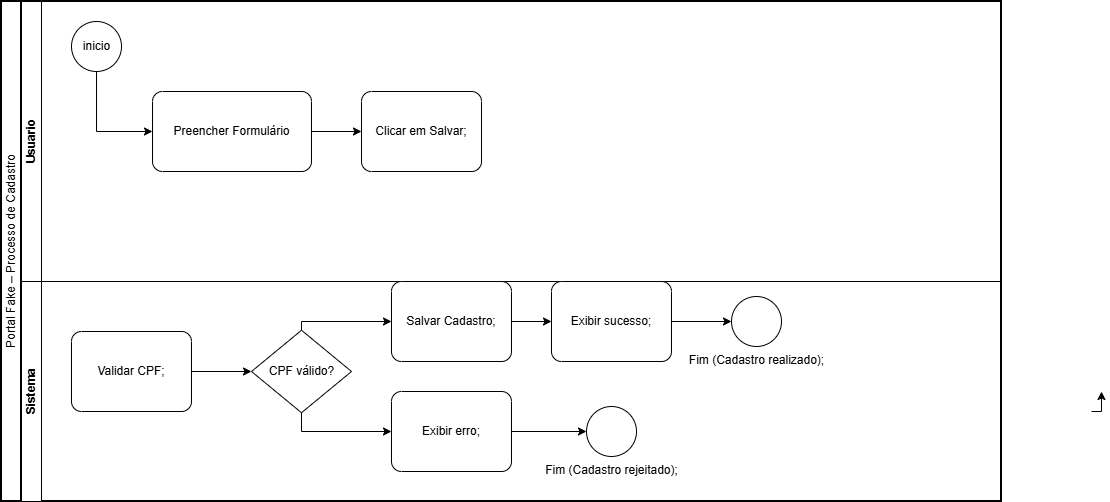 Portal Fake – Processo de Cadastro
Usuario
inicio
Preencher Formulário
Clicar em Salvar;
Sistema
Validar CPF;
CPF válido?
Salvar Cadastro;
Exibir sucesso;
Fim (Cadastro realizado);
Exibir erro;
Fim (Cadastro rejeitado);